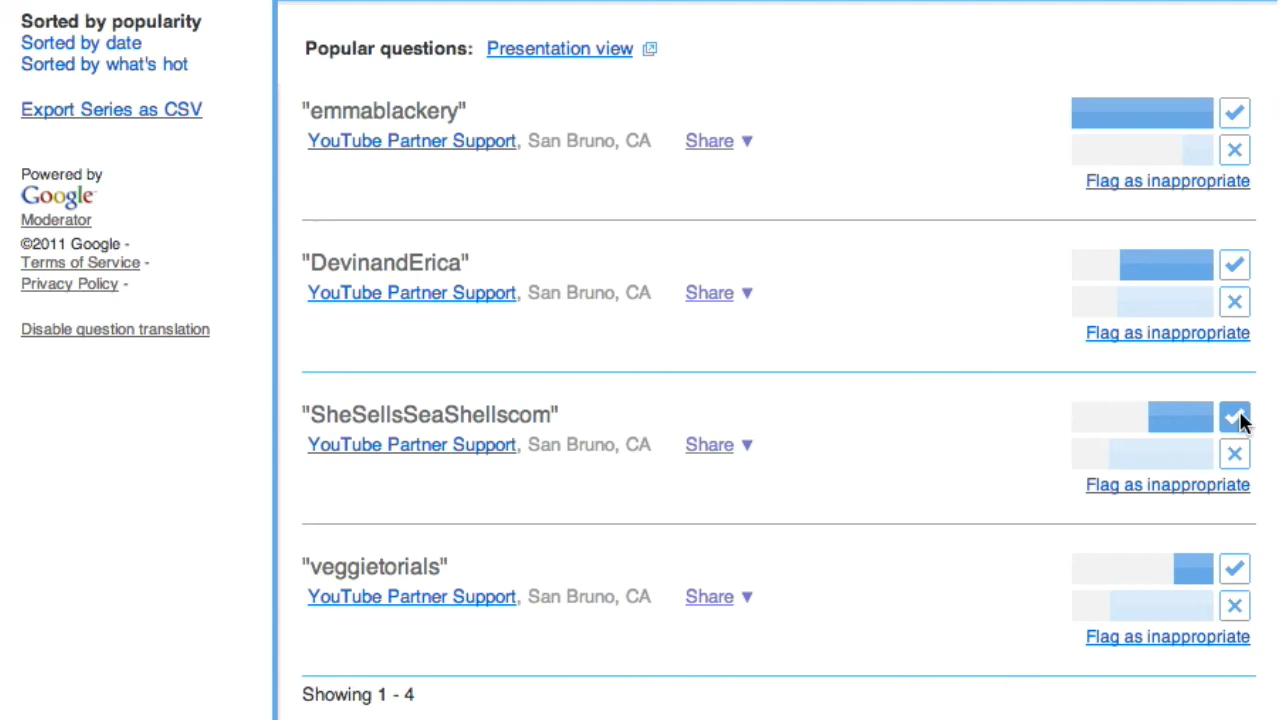 Sorted by popularity
Sorted by date
Sorted by what's hot
Export Series as CSV
Powered by
Google
Moderator
©2011 Google -
Terms of Service -
Privacy Policy -
Disable question translation
Popular questions: Presentation view
"emmablackery"
YouTube Partner Support, San Bruno, CA Share ▼
Flag as inappropriate
"DevinandErica"
YouTube Partner Support, San Bruno, CA Share ▼
Flag as inappropriate
"SheSellsSeaShellscom"
YouTube Partner Support, San Bruno, CA Share ▼
Flag as inappropriate
"veggietorials"
YouTube Partner Support, San Bruno, CA Share ▼
Flag as inappropriate
Showing 1 - 4